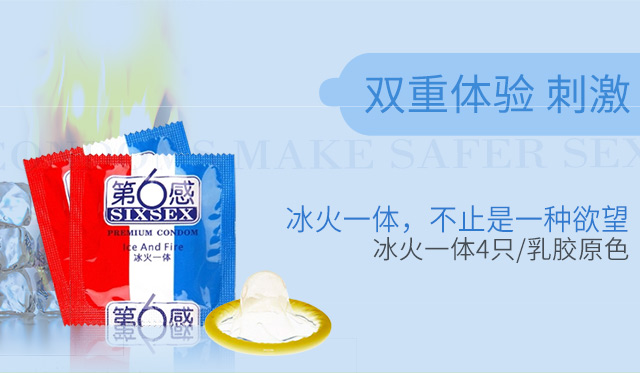 双重体验 刺激
CONDOMS MAKE SAFER SEX
冰火一体，不止是一种欲望
冰火一体4只/乳胶原色
第6感
SIXSEX
PREMIUM CONDOM
Ice And Fire
冰火一体
第6感